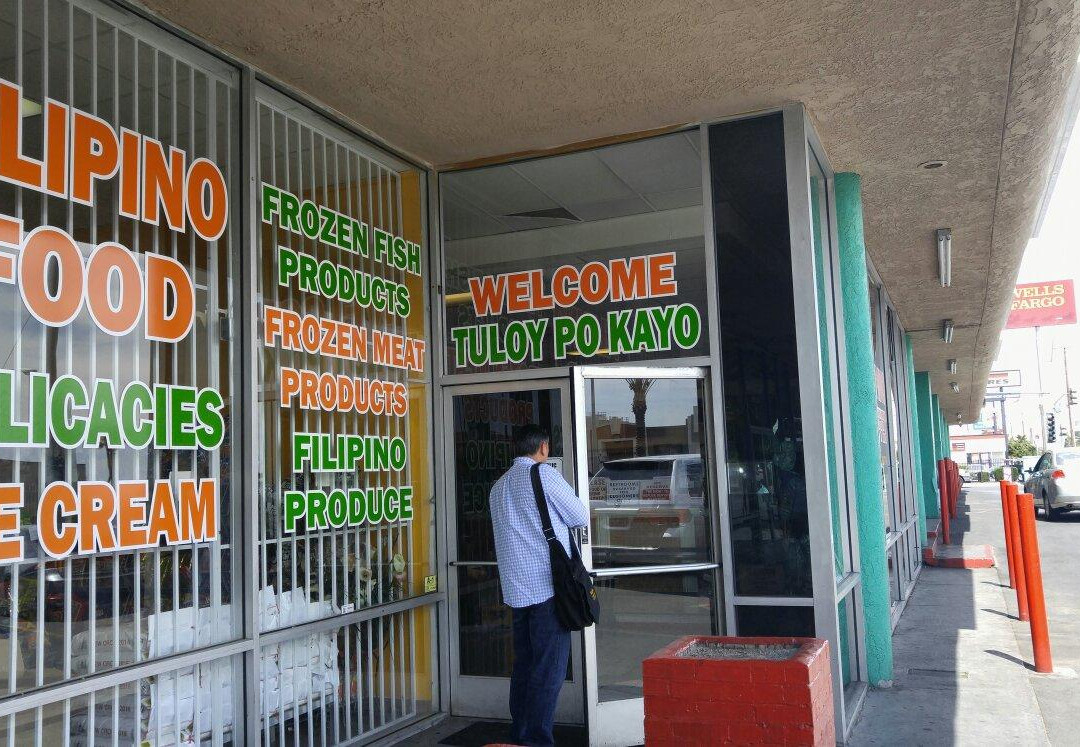 LIPINO
FOOD
LICACIES
E CREAM
FROZEN FISH
PRODUCTS
FROZEN MEAT
PRODUCTS
FILIPINO
PRODUCE
WELCOME
TULOY PO KAYO
WELLS
FARGO